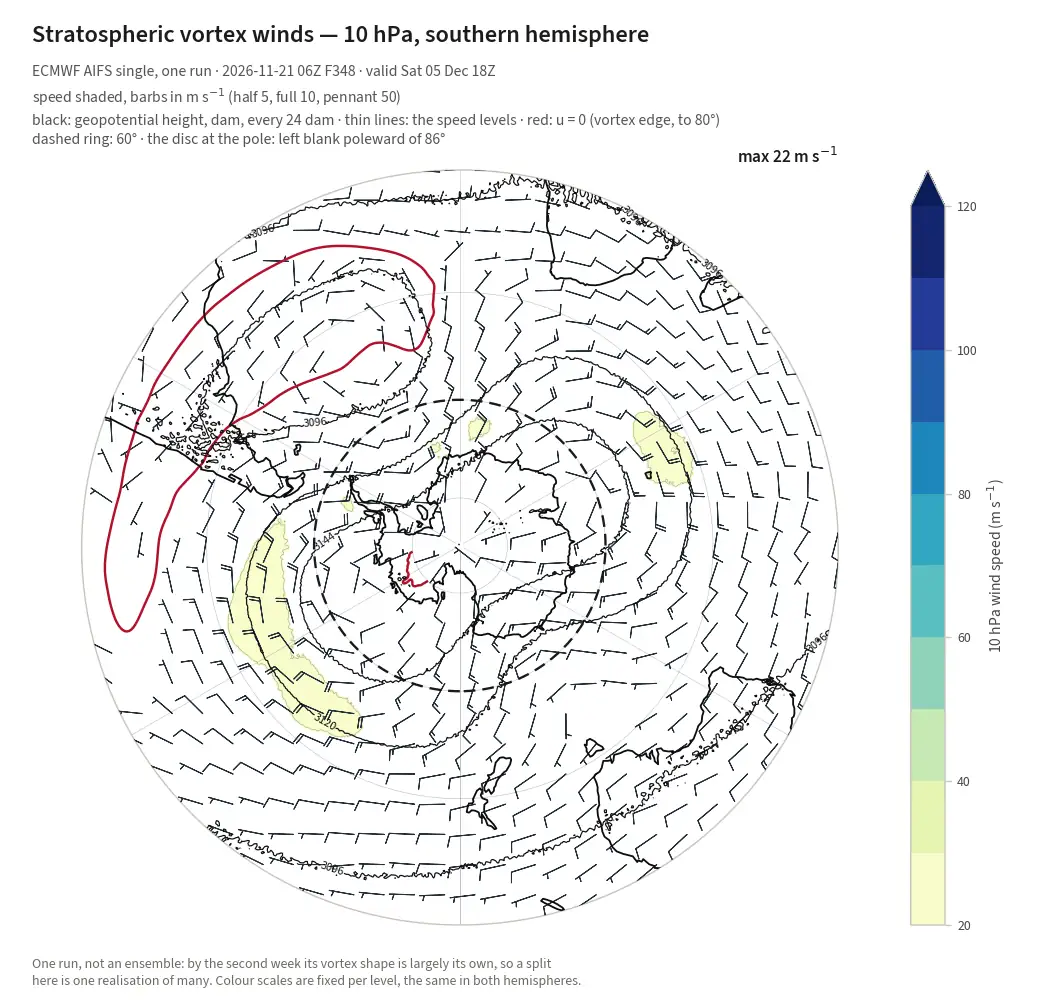 Stratospheric vortex winds — 10 hPa, southern hemisphere
ECMWF AIFS single, one run · 2026-11-21 06Z F348 · valid Sat 05 Dec 18Z
speed shaded, barbs in m s⁻¹ (half 5, full 10, pennant 50)
black: geopotential height, dam, every 24 dam · thin lines: the speed levels · red: u = 0 (vortex edge, to 80°)
dashed ring: 60° · the disc at the pole: left blank poleward of 86°
max 22 m s⁻¹
120
100
80
60
40
20
10 hPa wind speed (m s⁻¹)
3096
3096
3096
3096
3144
3096
3120
3096
One run, not an ensemble: by the second week its vortex shape is largely its own, so a split
here is one realisation of many. Colour scales are fixed per level, the same in both hemispheres.